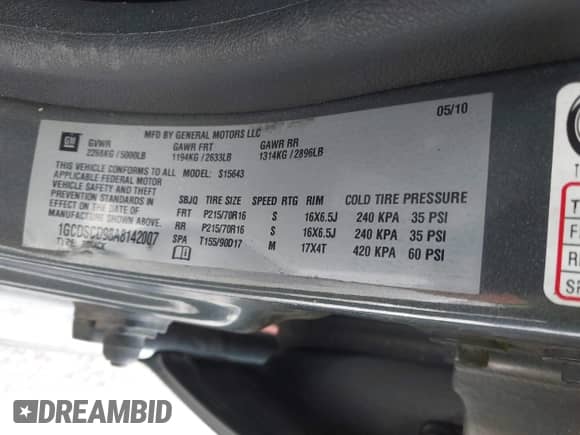 05/10
MFD BY GENERAL MOTORS LLC
GM GVWR GAWR FRT GAWR RR
2268KG/5000LB 1194KG/2633LB 1314KG/2896LB
THIS VEHICLE CONFORMS TO ALL MODEL: S15643
APPLICABLE FEDERAL MOTOR
VEHICLE SAFETY AND THEFT
PREVENTION STANDARDS IN
EFFECT ON THE DATE OF
MANUFACTURE SHOWN ABOVE.
1GCDSCD98A8142007
SBJO TIRE SIZE SPEED RTG RIM COLD TIRE PRESSURE
FRT P215/70R16 S 16X6.5J 240 KPA 35 PSI
RR P215/70R16 S 16X6.5J 240 KPA 35 PSI
SPA T155/90D17 M 17X4T 420 KPA 60 PSI
T
F
R
SP
DREAMBID